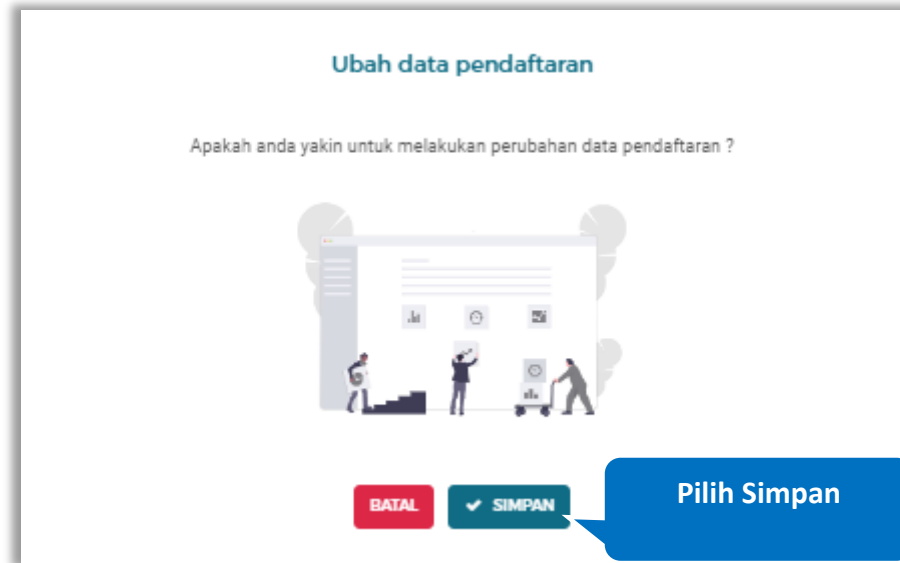 Ubah data pendaftaran
Apakah anda yakin untuk melakukan perubahan data pendaftaran ?
BATAL
SIMPAN
Pilih Simpan